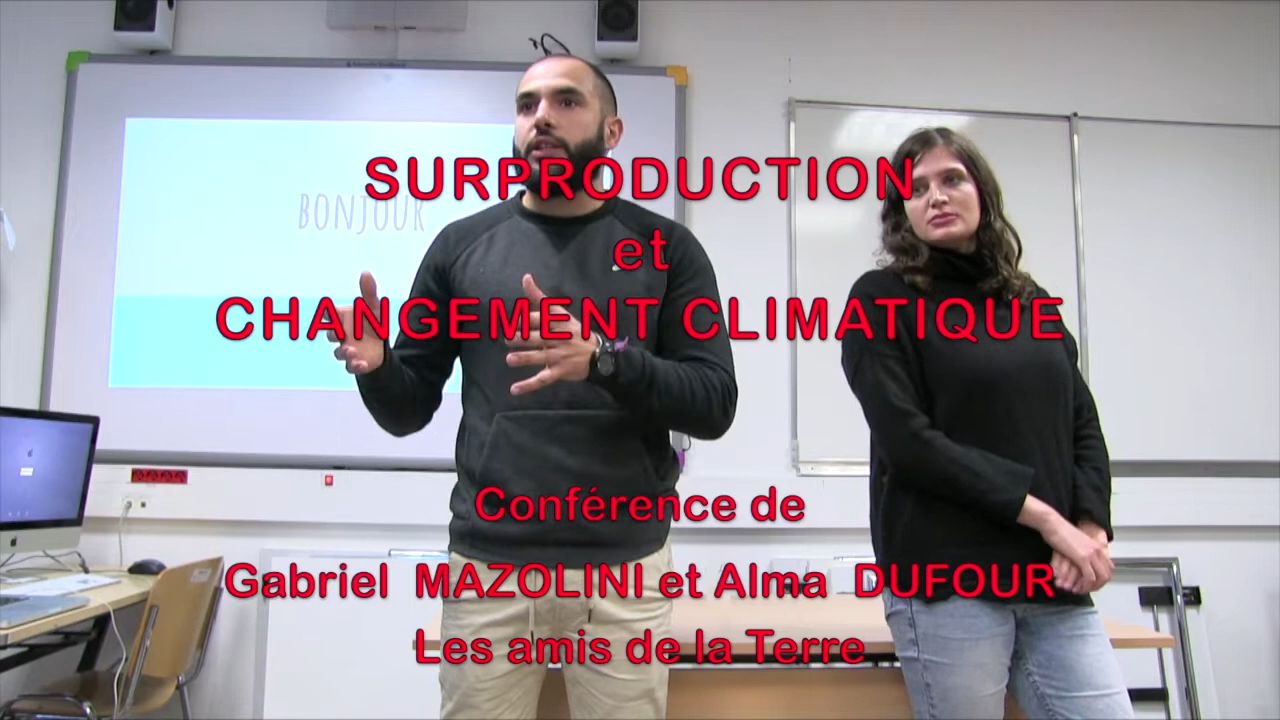 BONJOUR
SURPRODUCTION
et
CHANGEMENT CLIMATIQUE
Conférence de
Gabriel MAZOLINI et Alma DUFOUR
Les amis de la Terre